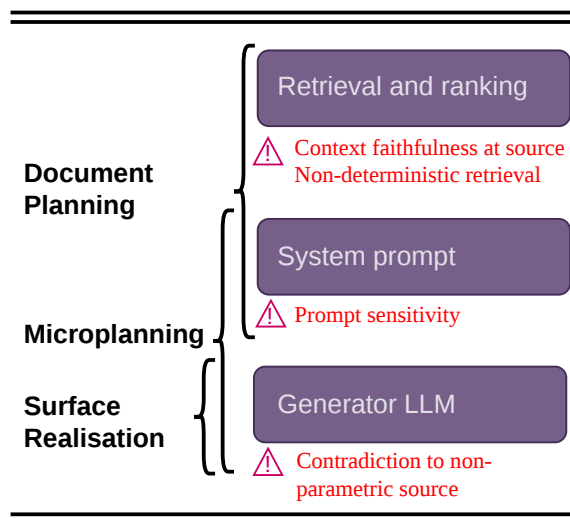 Retrieval and ranking
Context faithfulness at source
Non-deterministic retrieval
Document
Planning
System prompt
Prompt sensitivity
Microplanning
Generator LLM
Surface
Realisation
Contradiction to non-
parametric source